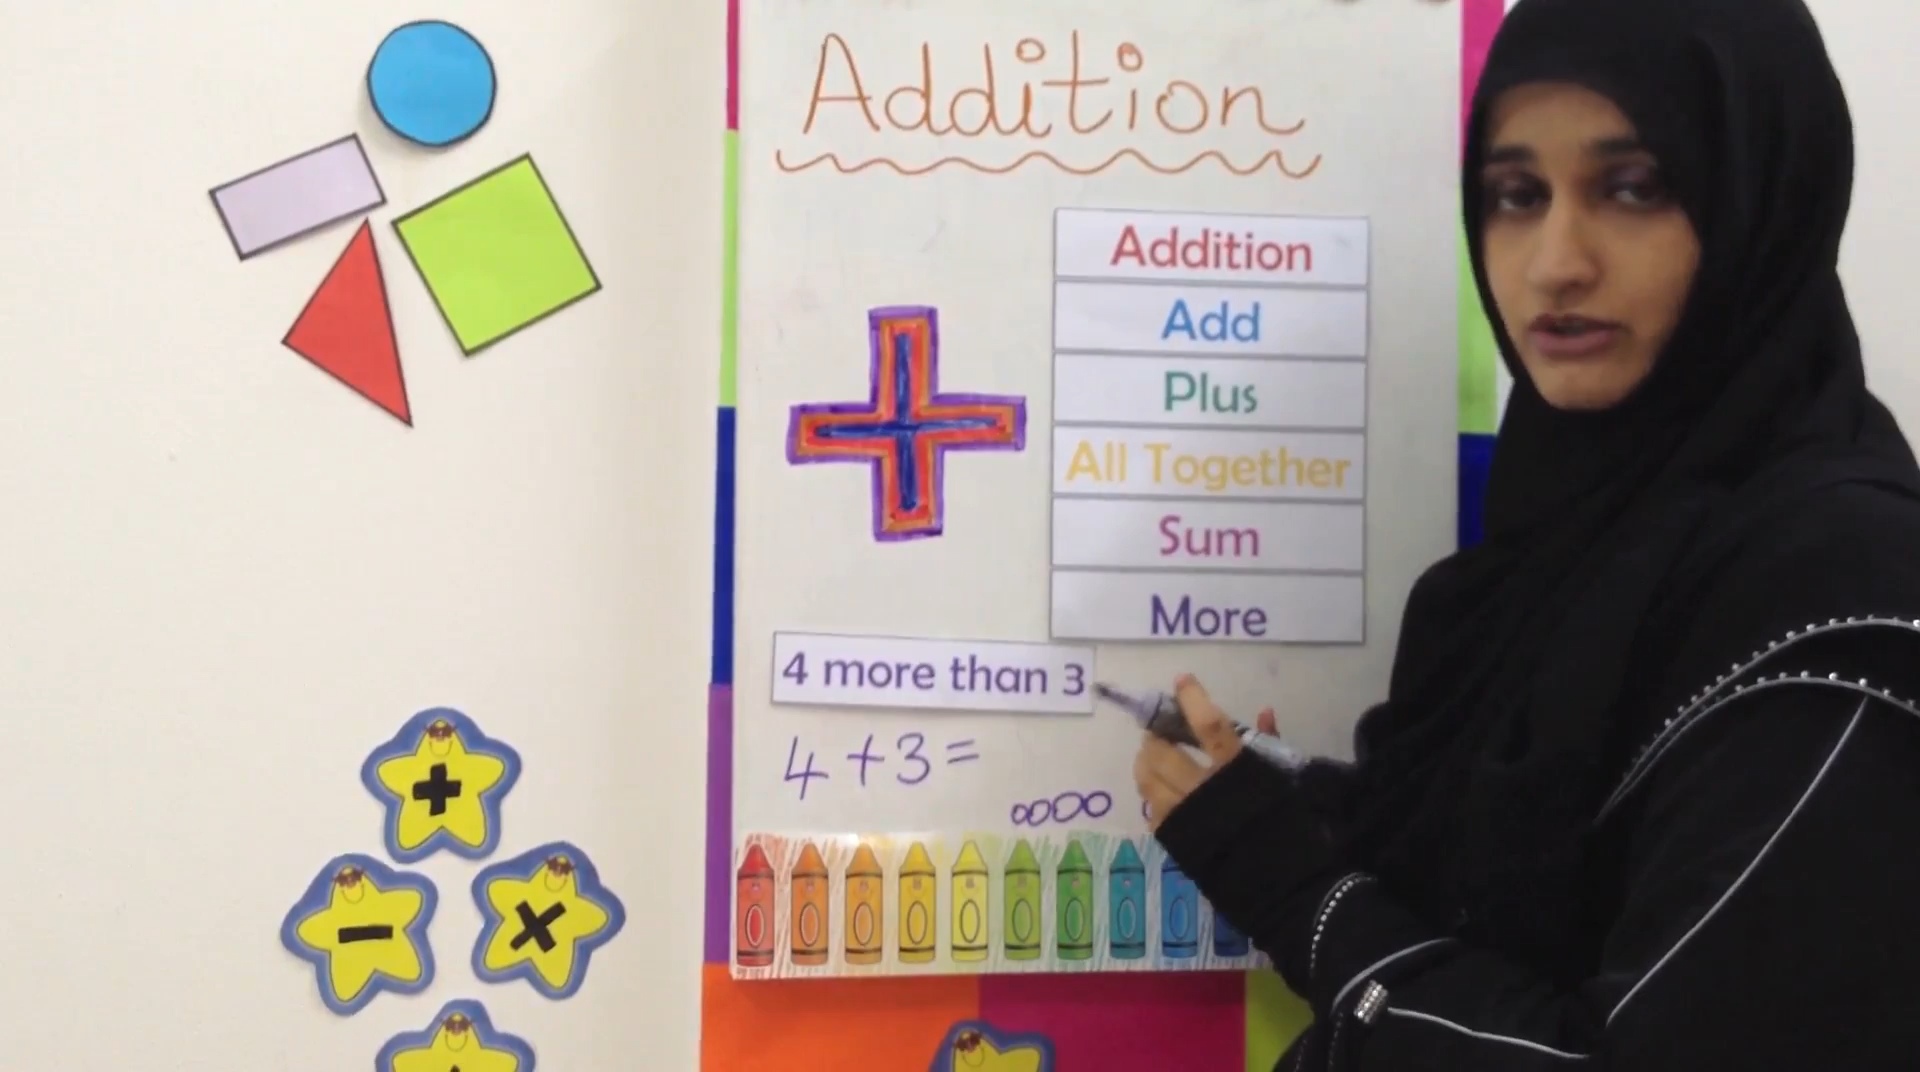 Addition
Addition
Add
Plus
All Together
Sum
More
4 more than 3
4+3=